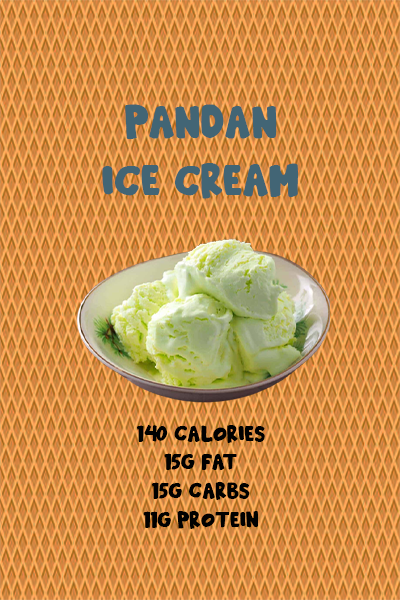 PANDAN
ICE CREAM
140 CALORIES
15G FAT
15G CARBS
11G PROTEIN